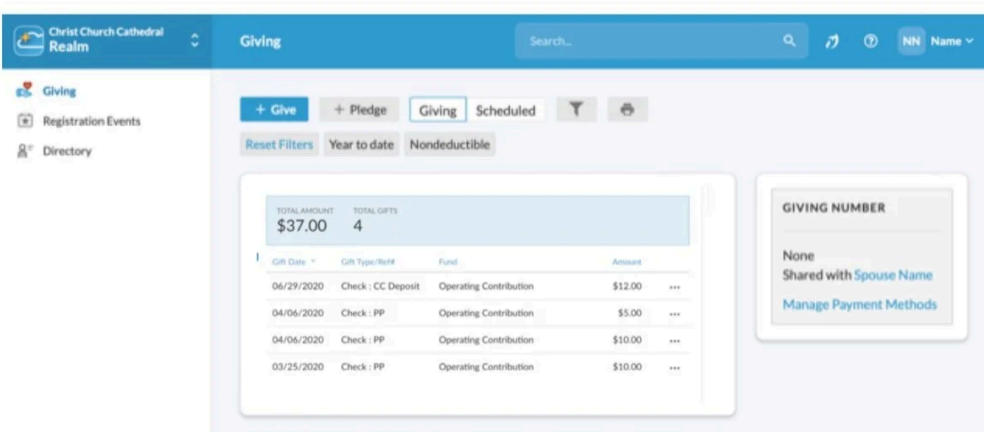 Christ Church Cathedral
Realm
Giving
Search...
NN Name
Giving
Registration Events
Directory
+ Give + Pledge Giving Scheduled
Reset Filters Year to date Nondeductible
TOTAL AMOUNT TOTAL GIFTS
$37.00 4
Gift Date Gift Type/Ref# Fund Amount
06/29/2020 Check : CC Deposit Operating Contribution $12.00 ...
04/06/2020 Check : PP Operating Contribution $5.00 ...
04/06/2020 Check : PP Operating Contribution $10.00 ...
03/25/2020 Check : PP Operating Contribution $10.00 ...
GIVING NUMBER
None
Shared with Spouse Name
Manage Payment Methods